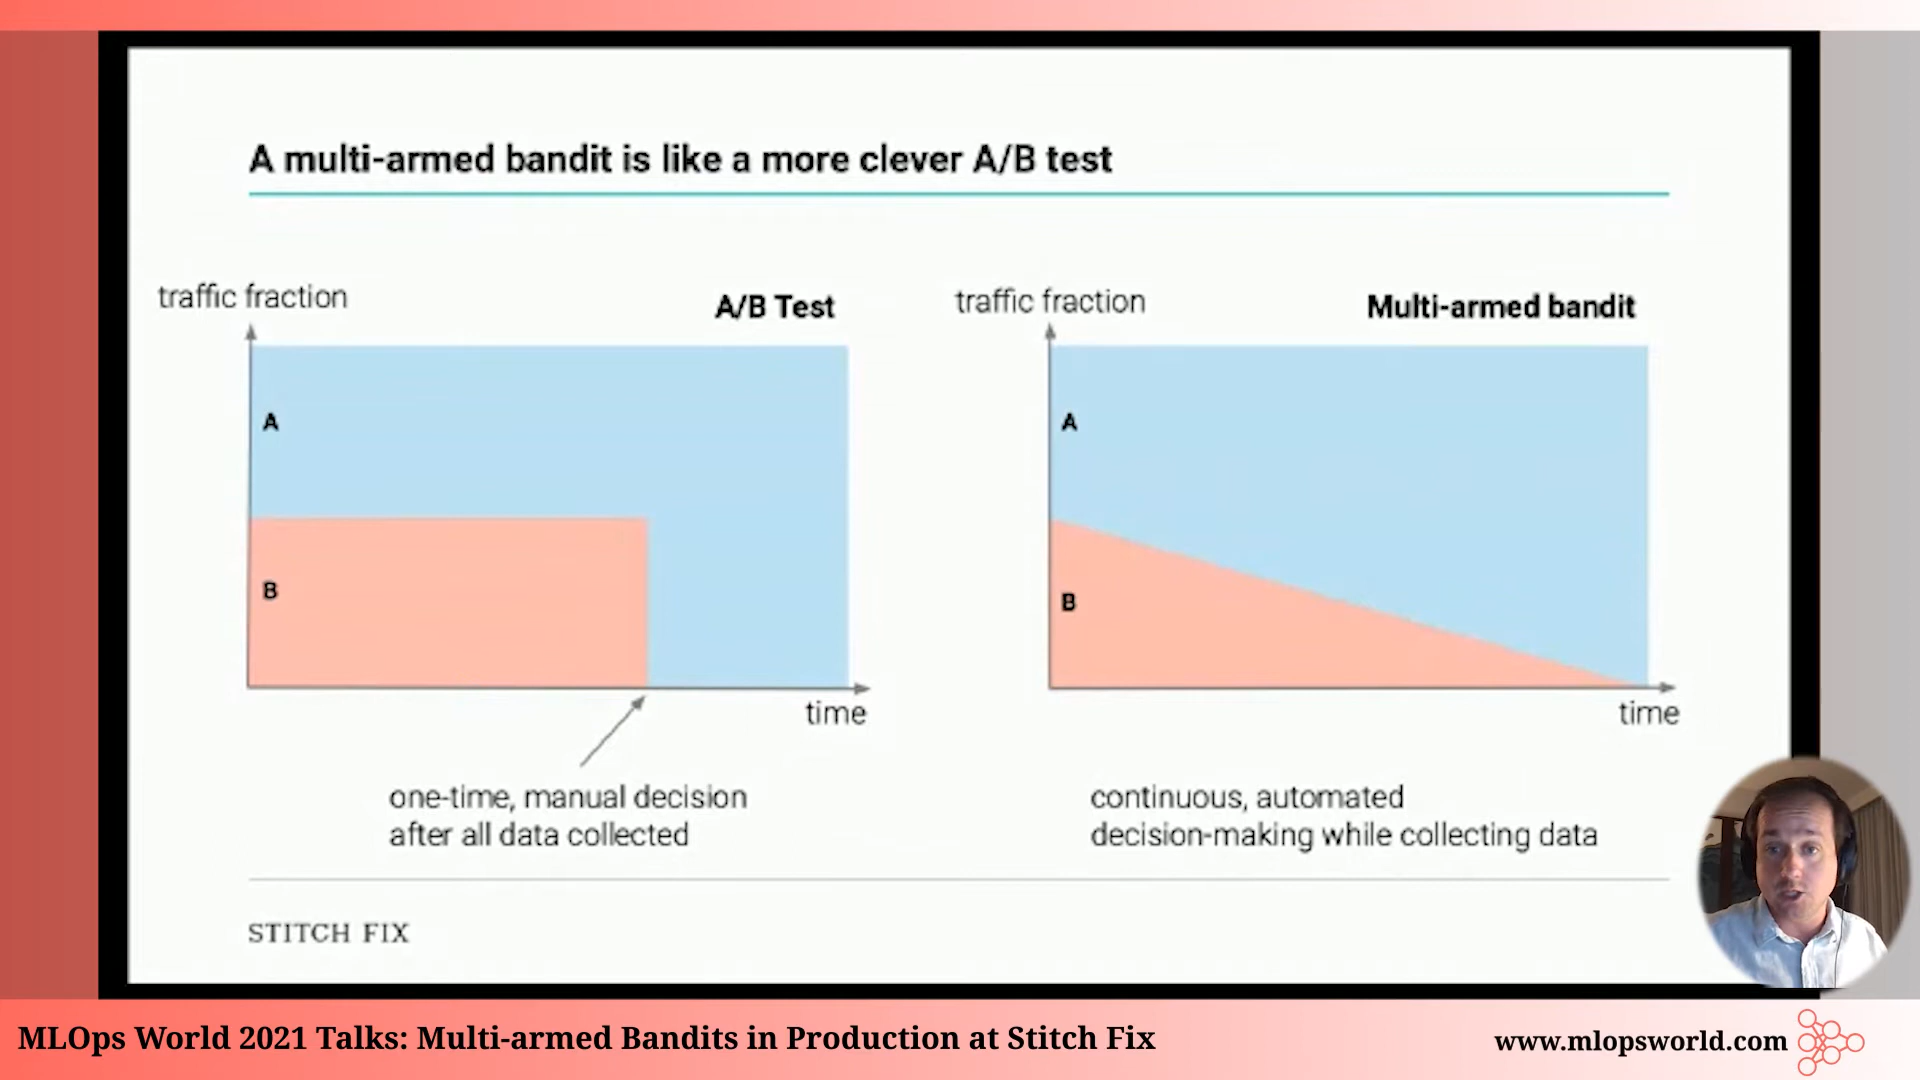 A multi-armed bandit is like a more clever A/B test
traffic fraction
A/B Test
A
B
time
one-time, manual decision
after all data collected
traffic fraction
Multi-armed bandit
A
B
time
continuous, automated
decision-making while collecting data
STITCH FIX
MLOps World 2021 Talks: Multi-armed Bandits in Production at Stitch Fix
www.mlopsworld.com